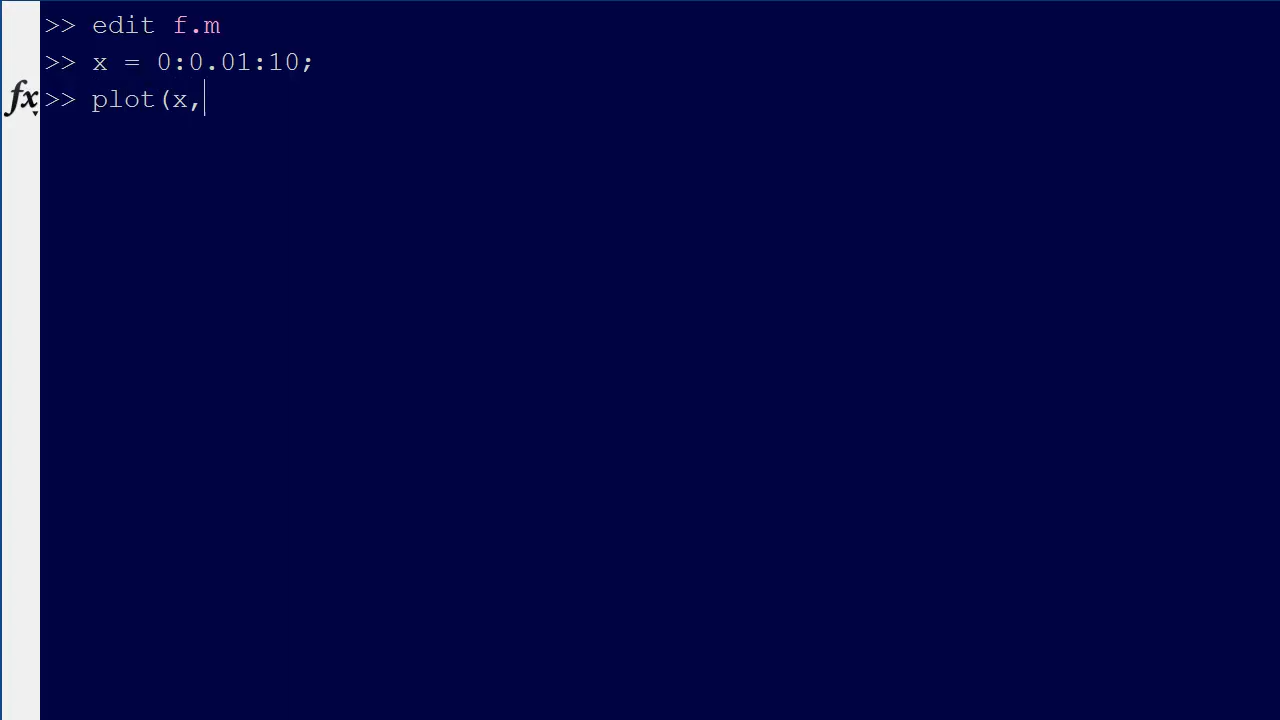 >> edit f.m
>> x = 0:0.01:10;
fx >> plot(x,